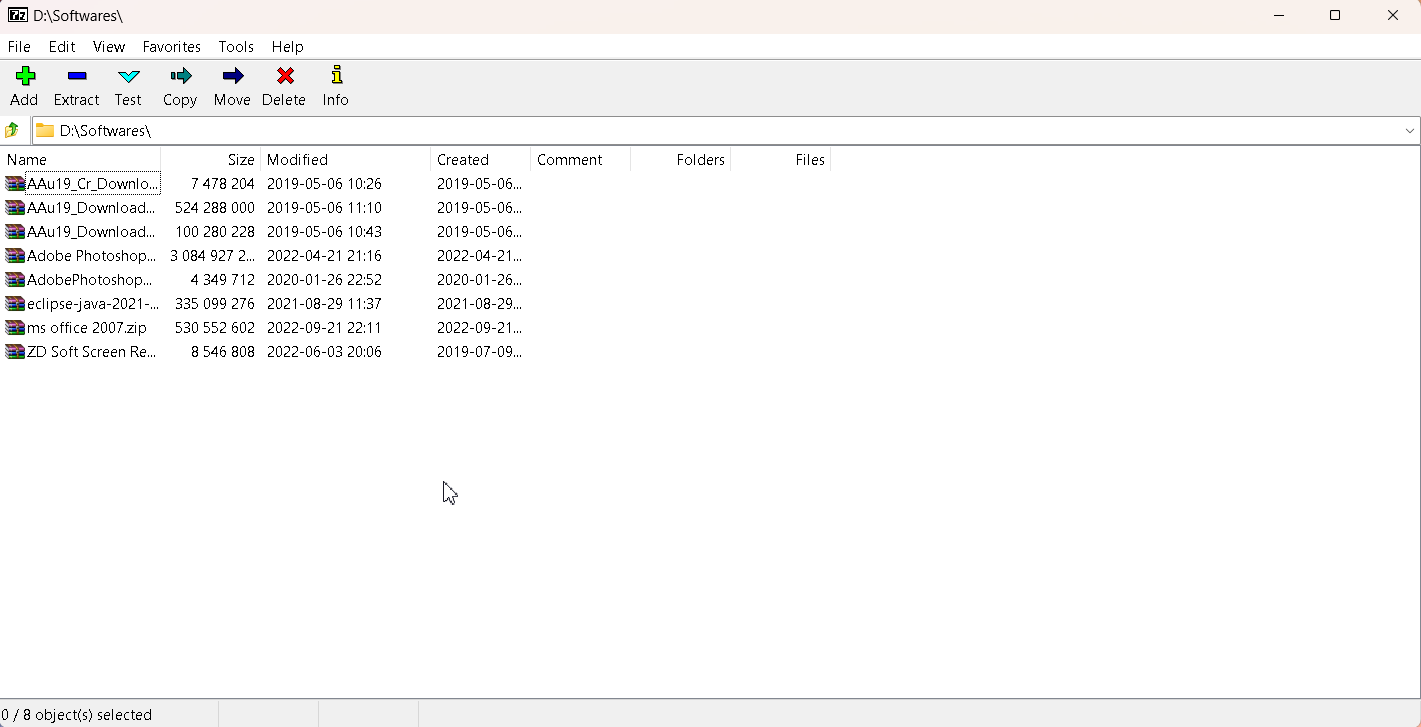 7z D:\Softwares\
File Edit View Favorites Tools Help
Add Extract Test Copy Move Delete Info
D:\Softwares\
Name Size Modified Created Comment Folders Files
AAu19_Cr_Downlo... 7 478 204 2019-05-06 10:26 2019-05-06...
AAu19_Download... 524 288 000 2019-05-06 11:10 2019-05-06...
AAu19_Download... 100 280 228 2019-05-06 10:43 2019-05-06...
Adobe Photoshop... 3 084 927 2... 2022-04-21 21:16 2022-04-21...
AdobePhotoshop... 4 349 712 2020-01-26 22:52 2020-01-26...
eclipse-java-2021-... 335 099 276 2021-08-29 11:37 2021-08-29...
ms office 2007.zip 530 552 602 2022-09-21 22:11 2022-09-21...
ZD Soft Screen Re... 8 546 808 2022-06-03 20:06 2019-07-09...
0 / 8 object(s) selected